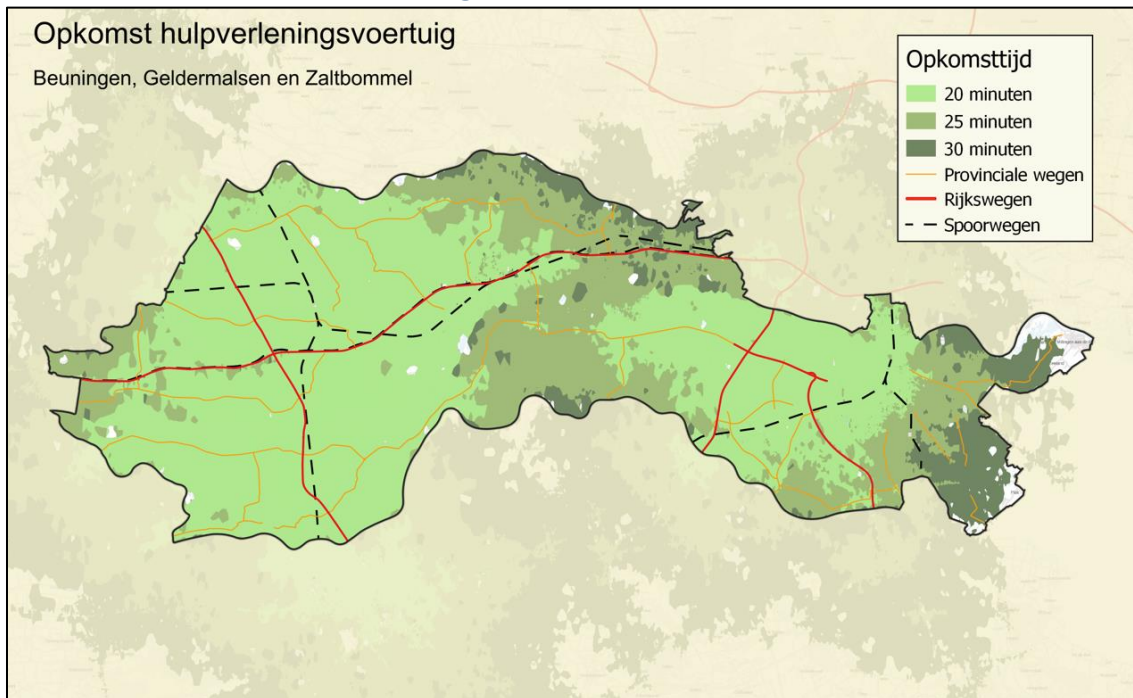 Opkomst hulpverleningsvoertuig
Beuningen, Geldermalsen en Zaltbommel
Opkomsttijd
20 minuten
25 minuten
30 minuten
Provinciale wegen
Rijkswegen
Spoorwegen